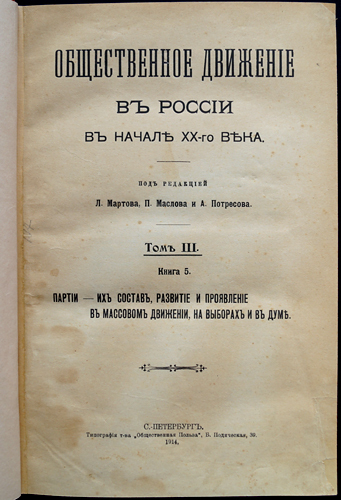 ОБЩЕСТВЕННОЕ ДВИЖЕНІЕ
ВЪ РОССІИ
ВЪ НАЧАЛѢ XX-го ВѢКА.
ПОДЪ РЕДАКЦІЕЙ
Л. Мартова, П. Маслова и А. Потресова.
Томъ III.
Книга 5.
ПАРТІИ — ИХЪ СОСТАВЪ, РАЗВИТІЕ И ПРОЯВЛЕНІЕ
ВЪ МАССОВОМЪ ДВИЖЕНІИ, НА ВЫБОРАХЪ И ВЪ ДУМѢ.
С.-ПЕТЕРБУРГЪ.
Типографія т-ва „Общественная Польза", Б. Подъяческая, 39.
1914.